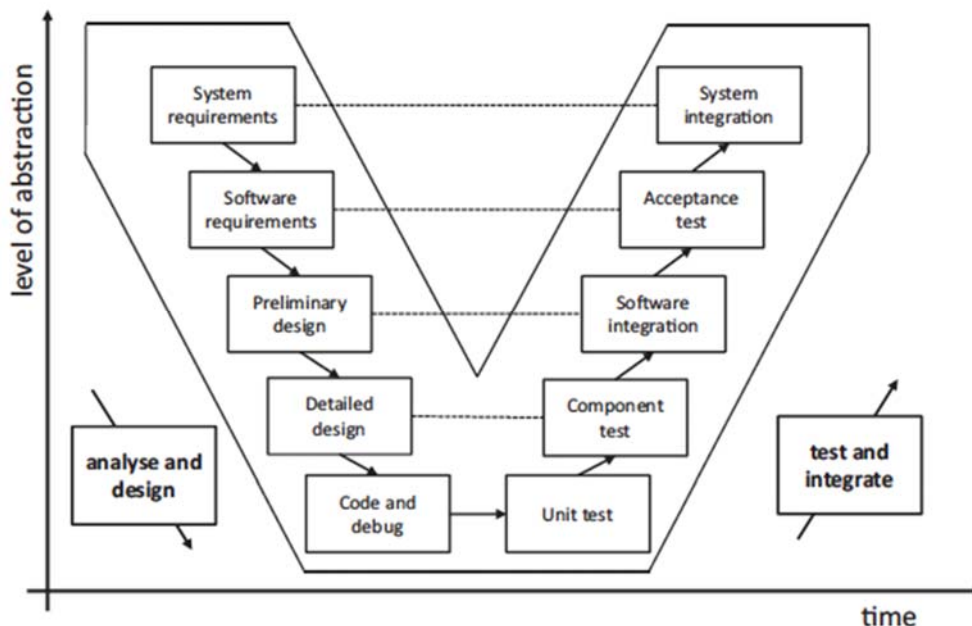 level of abstraction
System
requirements
System
integration
Software
requirements
Acceptance
test
Preliminary
design
Software
integration
Detailed
design
Component
test
analyse and
design
test and
integrate
Code and
debug
Unit test
time